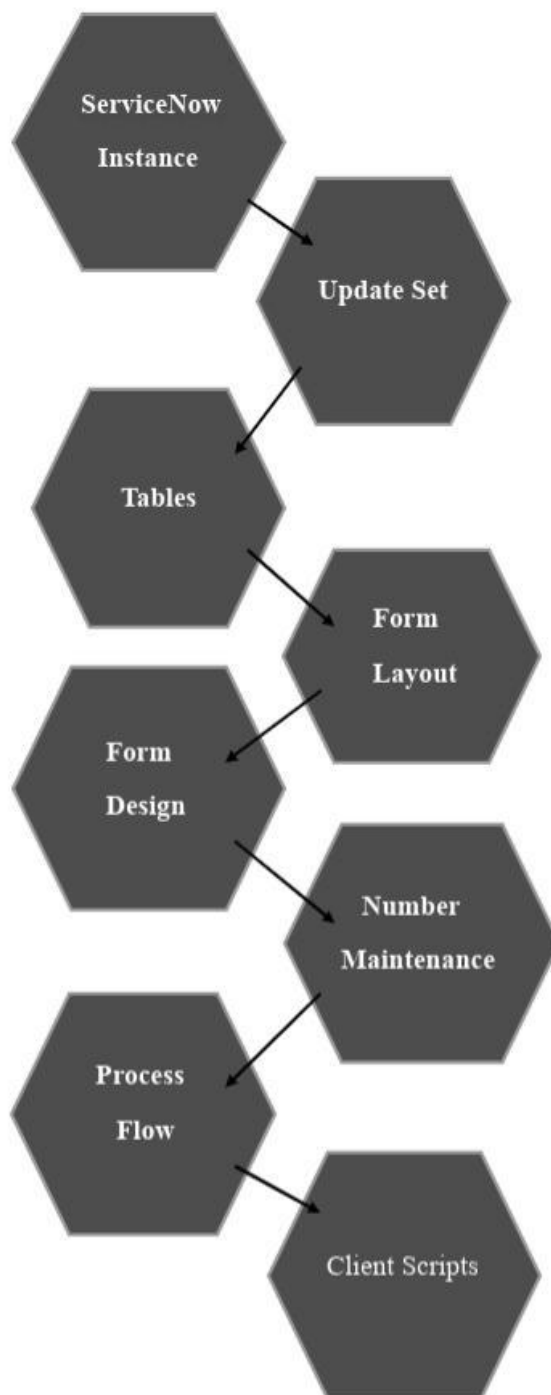 ServiceNow
Instance
Update Set
Tables
Form
Layout
Form
Design
Number
Maintenance
Process
Flow
Client Scripts